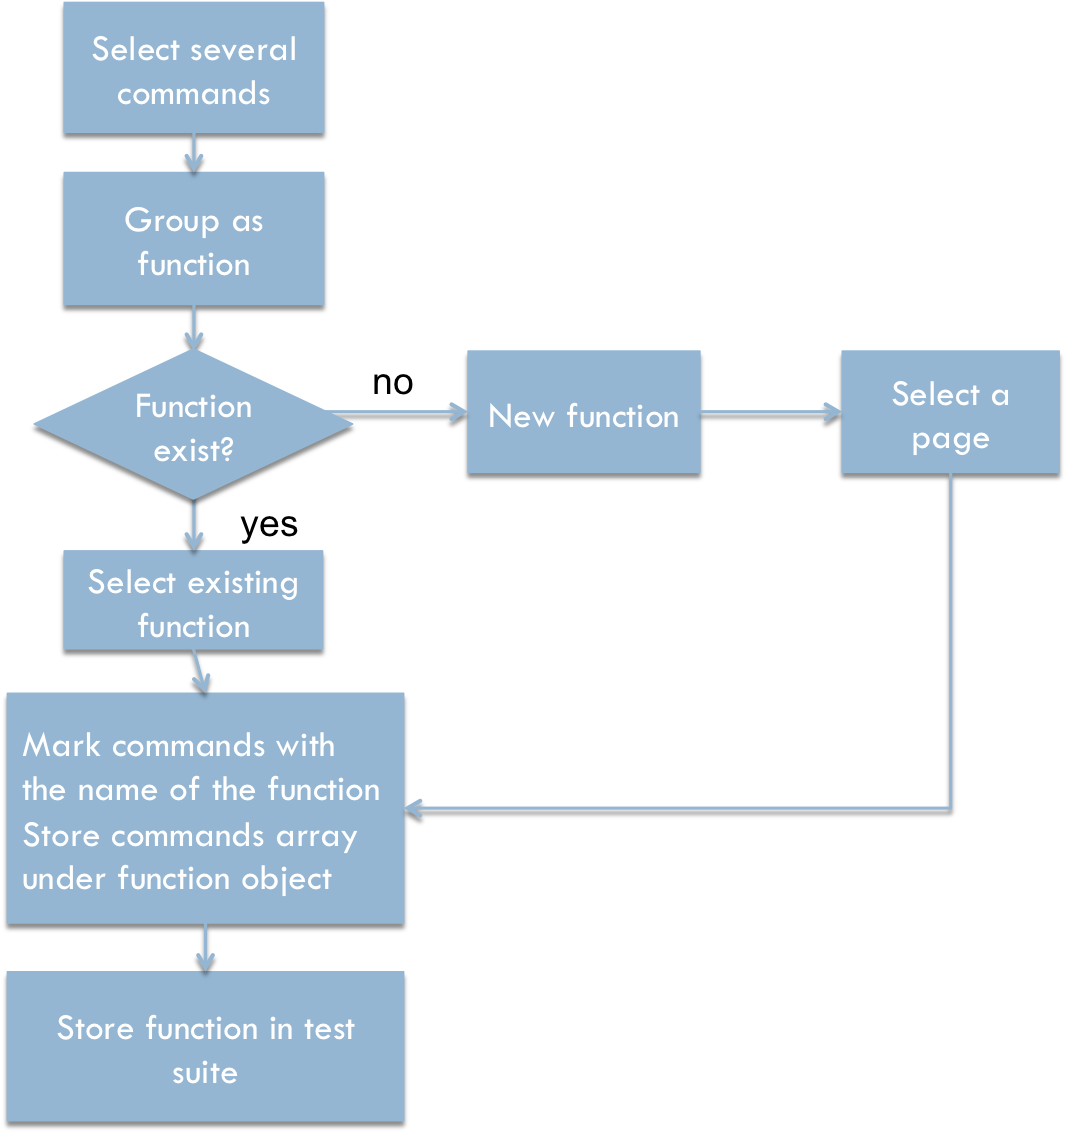 Select several
commands
Group as
function
Function
exist?
no
New function
Select a
page
yes
Select existing
function
Mark commands with
the name of the function
Store commands array
under function object
Store function in test
suite